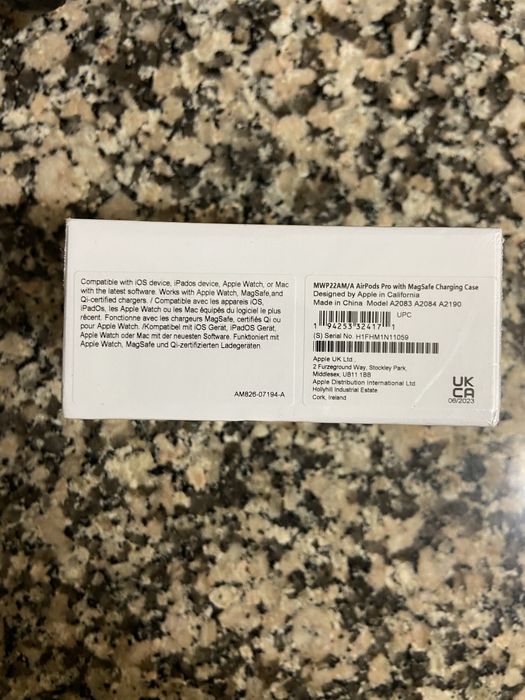 Compatible with iOS device, iPados device, Apple Watch, or Mac
with the latest software. Works with Apple Watch, MagSafe,and
Qi-certified chargers. / Compatible avec les appareils iOS,
iPadOs, les Apple Watch ou les Mac équipés du logiciel le plus
récent. Fonctionne avec les chargeurs MagSafe, certifiés Qi ou
pour Apple Watch. /Kompatibel mit iOS Gerät, iPadOS Gerät,
Apple Watch oder Mac mit der neuesten Software. Funktioniert mit
Apple Watch, MagSafe und Qi-zertifizierten Ladegeräten.
AM826-07194-A
MWP22AM/A AirPods Pro with MagSafe Charging Case
Designed by Apple in California
Made in China Model A2083 A2084 A2190
1 94253 32417 1 UPC
(S) Serial No. H1FHM1N11059
Apple UK Ltd.,
2 Furzeground Way, Stockley Park,
Middlesex, UB11 1BB
Apple Distribution International Ltd
Hollyhill Industrial Estate
Cork, Ireland
UK
CA
06/2023